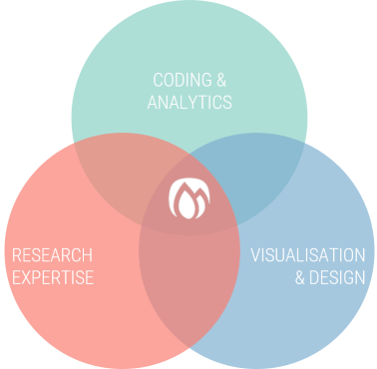 CODING &
ANALYTICS
RESEARCH
EXPERTISE
VISUALISATION
& DESIGN